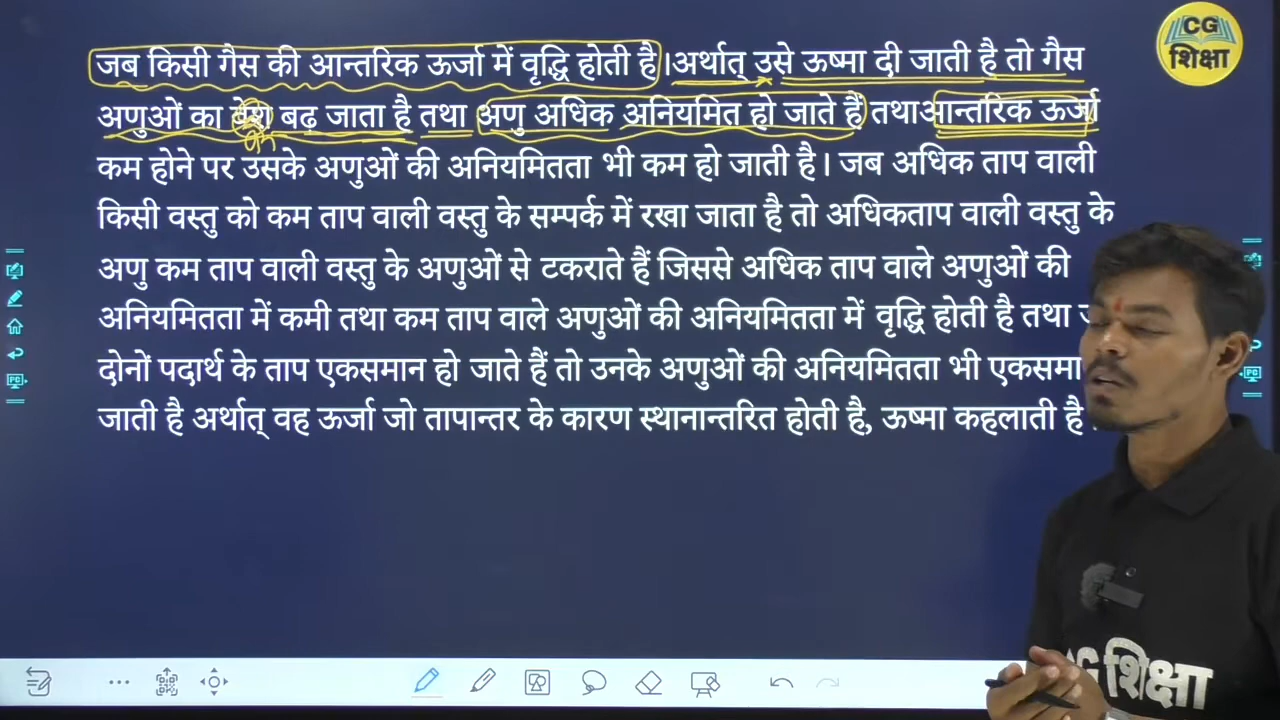 CG
शिक्षा
जब किसी गैस की आन्तरिक ऊर्जा में वृद्धि होती है।अर्थात् उसे ऊष्मा दी जाती है तो गैस
अणुओं का बढ़ जाता है तथा अणु अधिक अनियमित हो जाते हैं तथाआन्तरिक ऊर्जा
कम होने पर उसके अणुओं की अनियमितता भी कम हो जाती है। जब अधिक ताप वाली
किसी वस्तु को कम ताप वाली वस्तु के सम्पर्क में रखा जाता है तो अधिकताप वाली वस्तु के
अणु कम ताप वाली वस्तु के अणुओं से टकराते हैं जिससे अधिक ताप वाले अणुओं की
अनियमितता में कमी तथा कम ताप वाले अणुओं की अनियमितता में वृद्धि होती है तथा
दोनों पदार्थ के ताप एकसमान हो जाते हैं तो उनके अणुओं की अनियमितता भी एकसमा
जाती है अर्थात् वह ऊर्जा जो तापान्तर के कारण स्थानान्तरित होती है, ऊष्मा कहलाती है
PC
PC
G शिक्षा